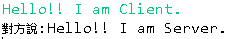 Hello!! I am Client.
對方說:Hello!! I am Server.